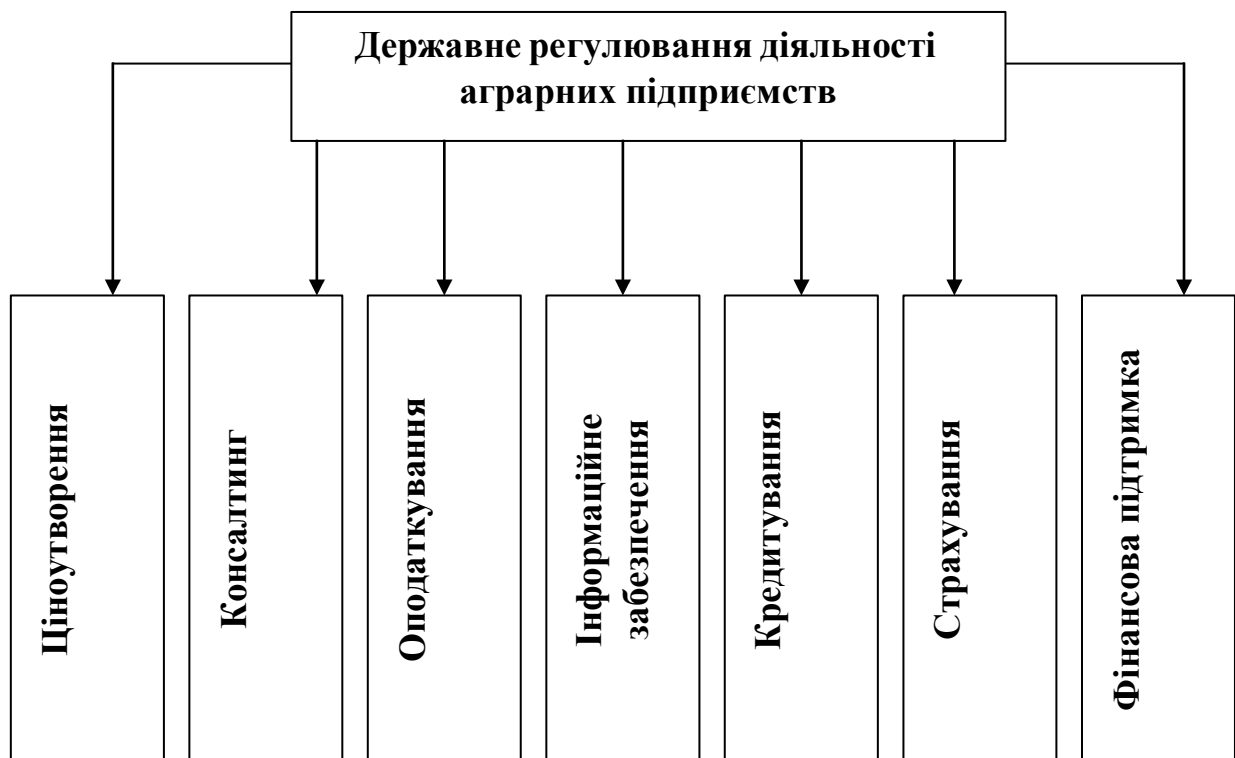 Державне регулювання діяльності
аграрних підприємств
Ціноутворення
Консалтинг
Оподаткування
Інформаційне
забезпечення
Кредитування
Страхування
Фінансова підтримка